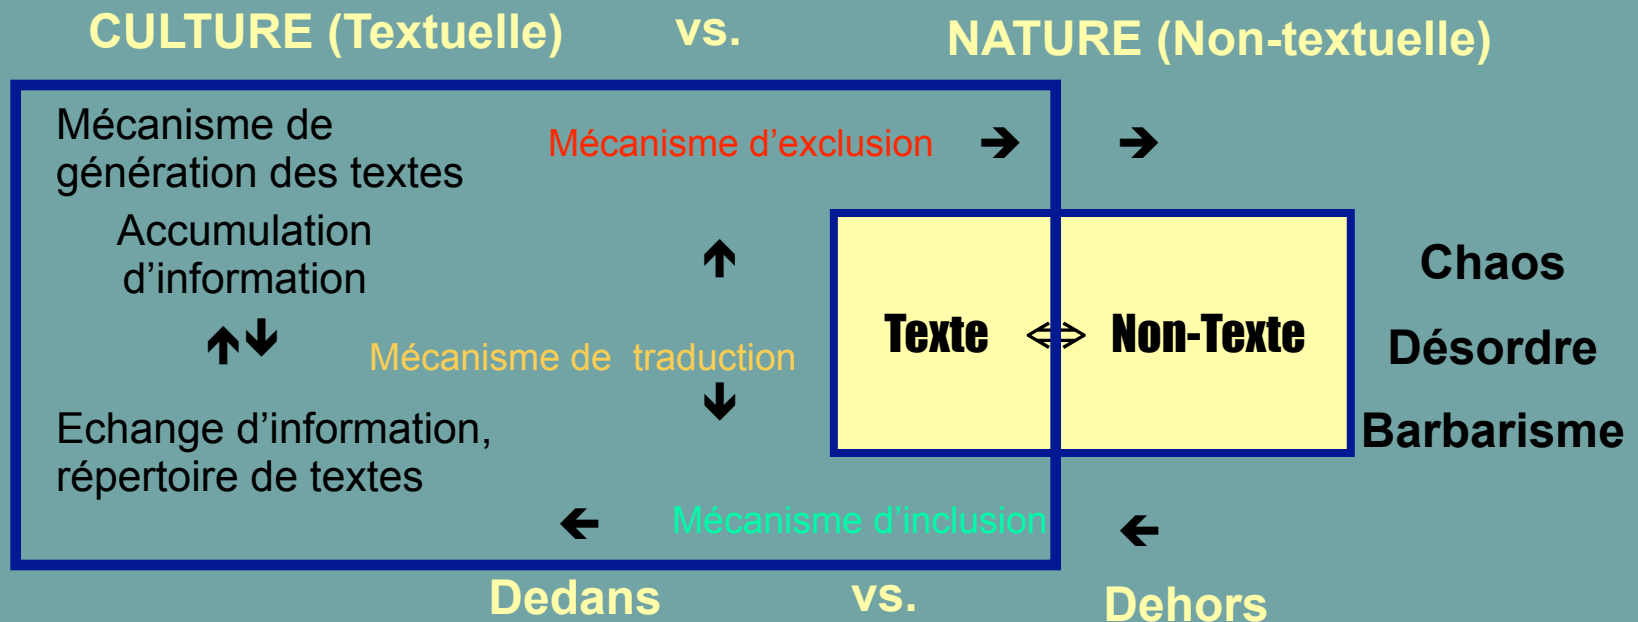 CULTURE (Textuelle) vs. NATURE (Non-textuelle)
Mécanisme de
génération des textes
Mécanisme d’exclusion
Accumulation
d’information
Mécanisme de traduction
Echange d’information,
répertoire de textes
Mécanisme d’inclusion
Texte ⇔ Non-Texte
Chaos
Désordre
Barbarisme
Dedans vs. Dehors